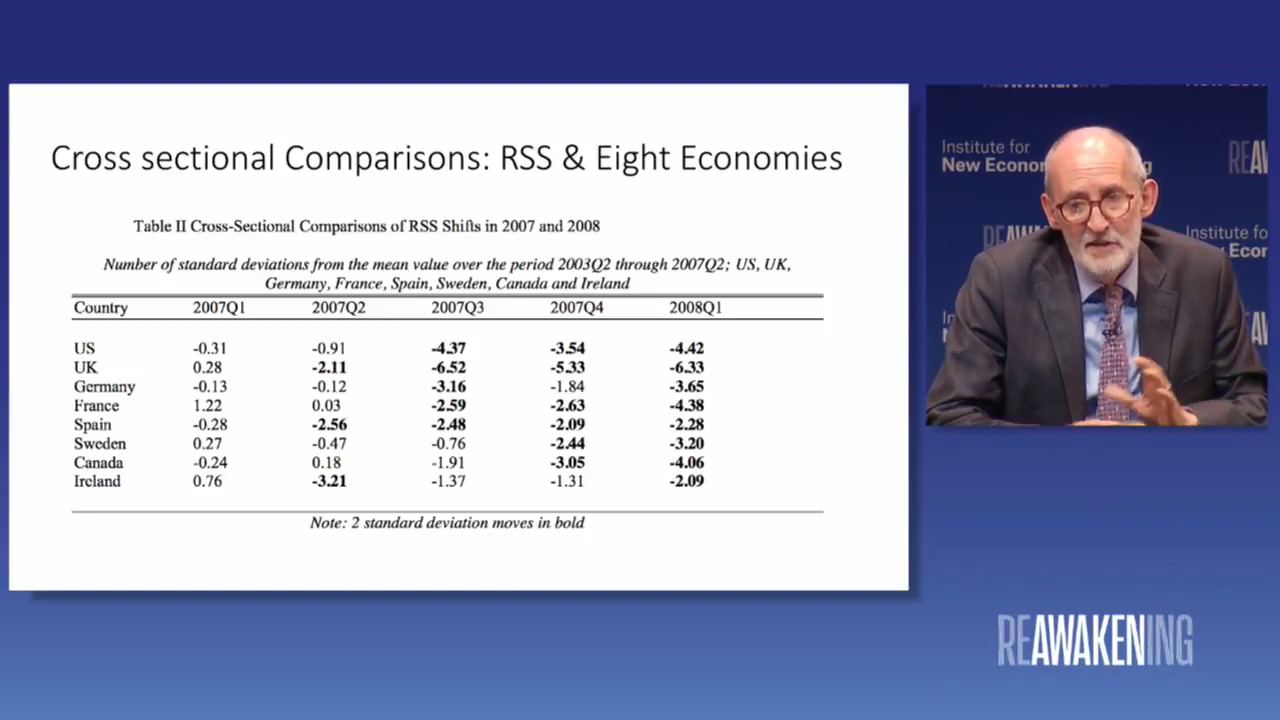 Cross sectional Comparisons: RSS & Eight Economies
Table II Cross-Sectional Comparisons of RSS Shifts in 2007 and 2008
Number of standard deviations from the mean value over the period 2003Q2 through 2007Q2; US, UK,
Germany, France, Spain, Sweden, Canada and Ireland
Country 2007Q1 2007Q2 2007Q3 2007Q4 2008Q1
US -0.31 -0.91 -4.37 -3.54 -4.42
UK 0.28 -2.11 -6.52 -5.33 -6.33
Germany -0.13 -0.12 -3.16 -1.84 -3.65
France 1.22 0.03 -2.59 -2.63 -4.38
Spain -0.28 -2.56 -2.48 -2.09 -2.28
Sweden 0.27 -0.47 -0.76 -2.44 -3.20
Canada -0.24 0.18 -1.91 -3.05 -4.06
Ireland 0.76 -3.21 -1.37 -1.31 -2.09
Note: 2 standard deviation moves in bold
Institute for
New Econo
REAW
Institute fo
Econ
REAWAKENING